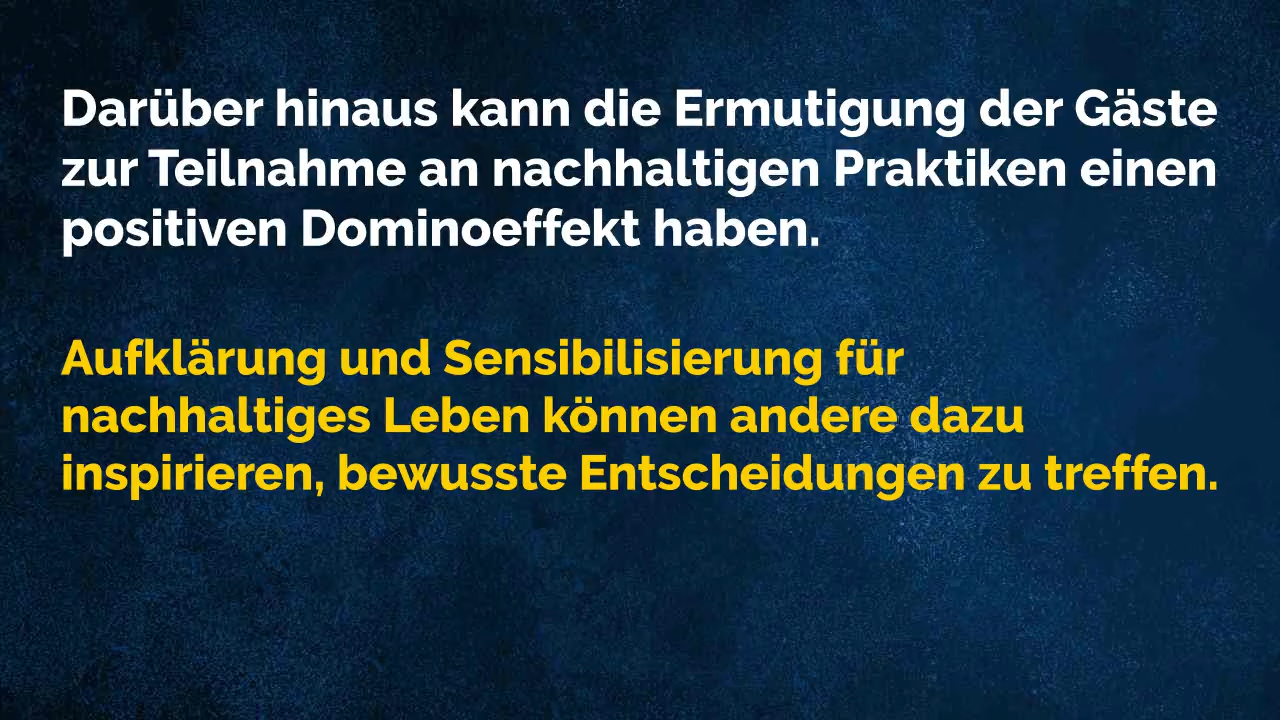 Darüber hinaus kann die Ermutigung der Gäste
zur Teilnahme an nachhaltigen Praktiken einen
positiven Dominoeffekt haben.
Aufklärung und Sensibilisierung für
nachhaltiges Leben können andere dazu
inspirieren, bewusste Entscheidungen zu treffen.